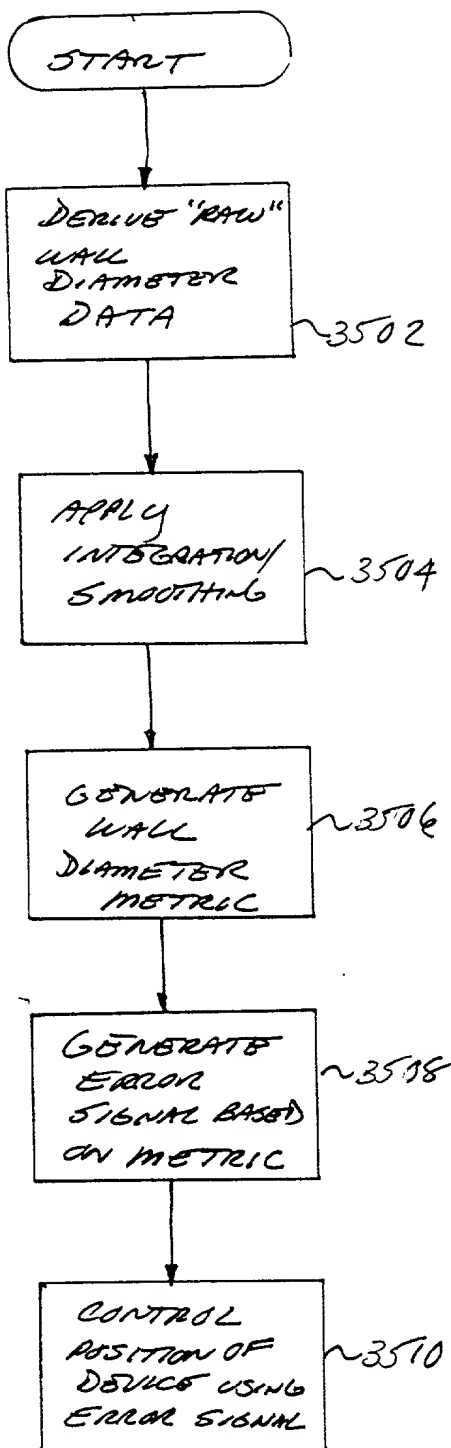 START
DERIVE "RAW"
WALL
DIAMETER
DATA
~3502
APPLY
INTEGRATION/
SMOOTHING
~3504
GENERATE
WALL
DIAMETER
METRIC
~3506
GENERATE
ERROR
SIGNAL BASED
ON METRIC
~3508
CONTROL
POSITION OF
DEVICE USING
ERROR SIGNAL
~3510